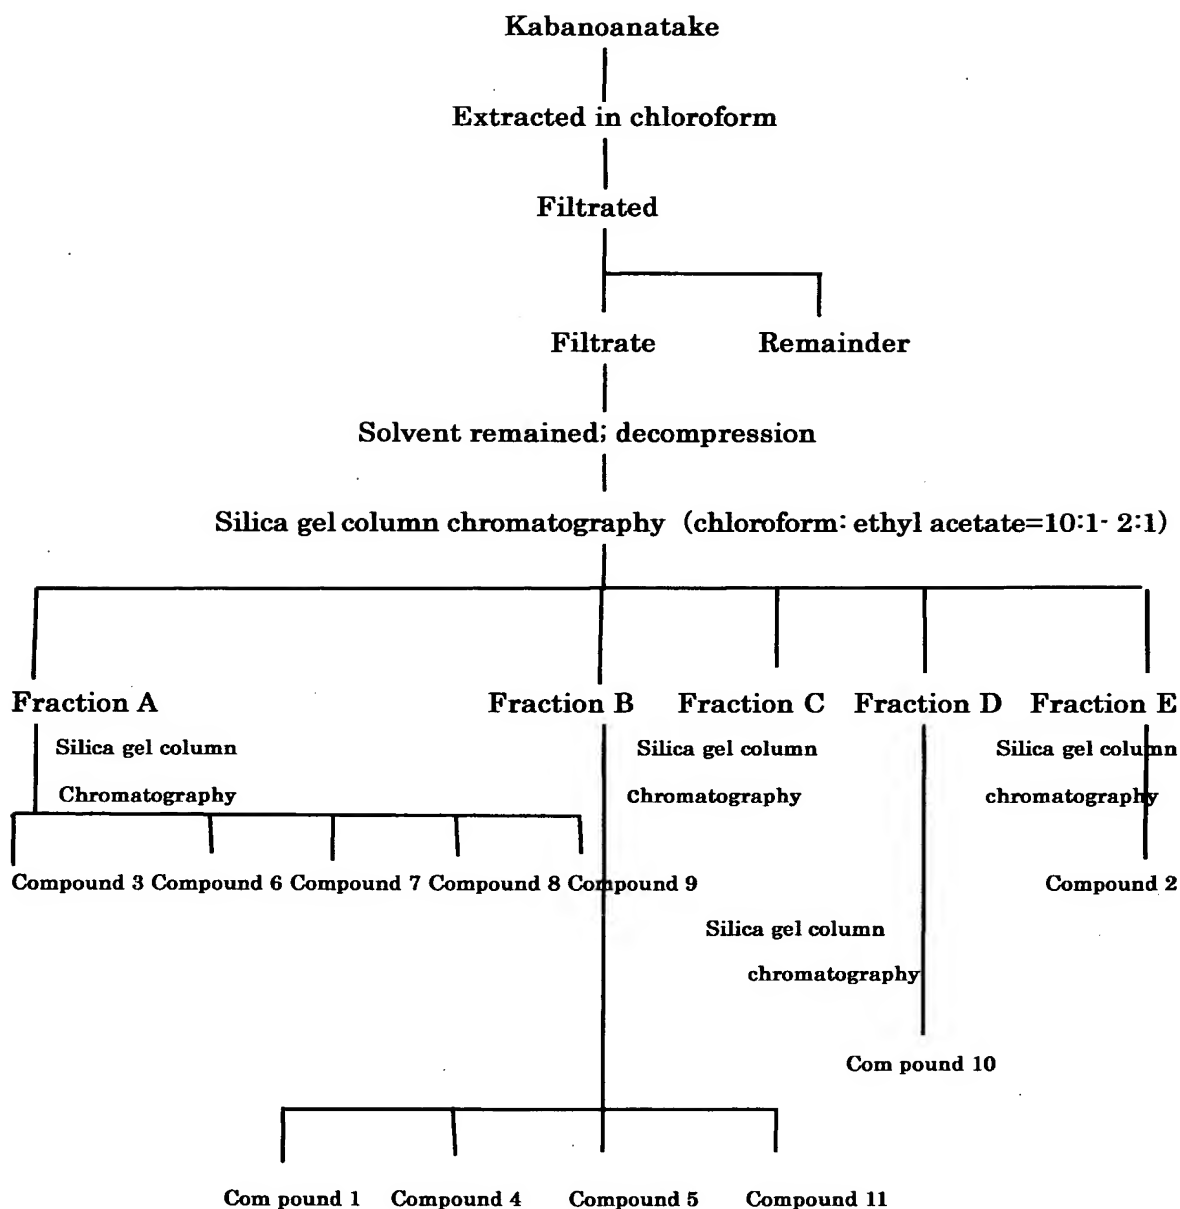 Kabanoanatake
Extracted in chloroform
Filtrated
Filtrate Remainder
Solvent remained; decompression
Silica gel column chromatography (chloroform: ethyl acetate=10:1- 2:1)
Fraction A Fraction B Fraction C Fraction D Fraction E
Silica gel column Silica gel column Silica gel column
Chromatography chromatography chromatography
Compound 3 Compound 6 Compound 7 Compound 8 Compound 9 Compound 2
Silica gel column
chromatography
Com pound 10
Com pound 1 Compound 4 Compound 5 Compound 11